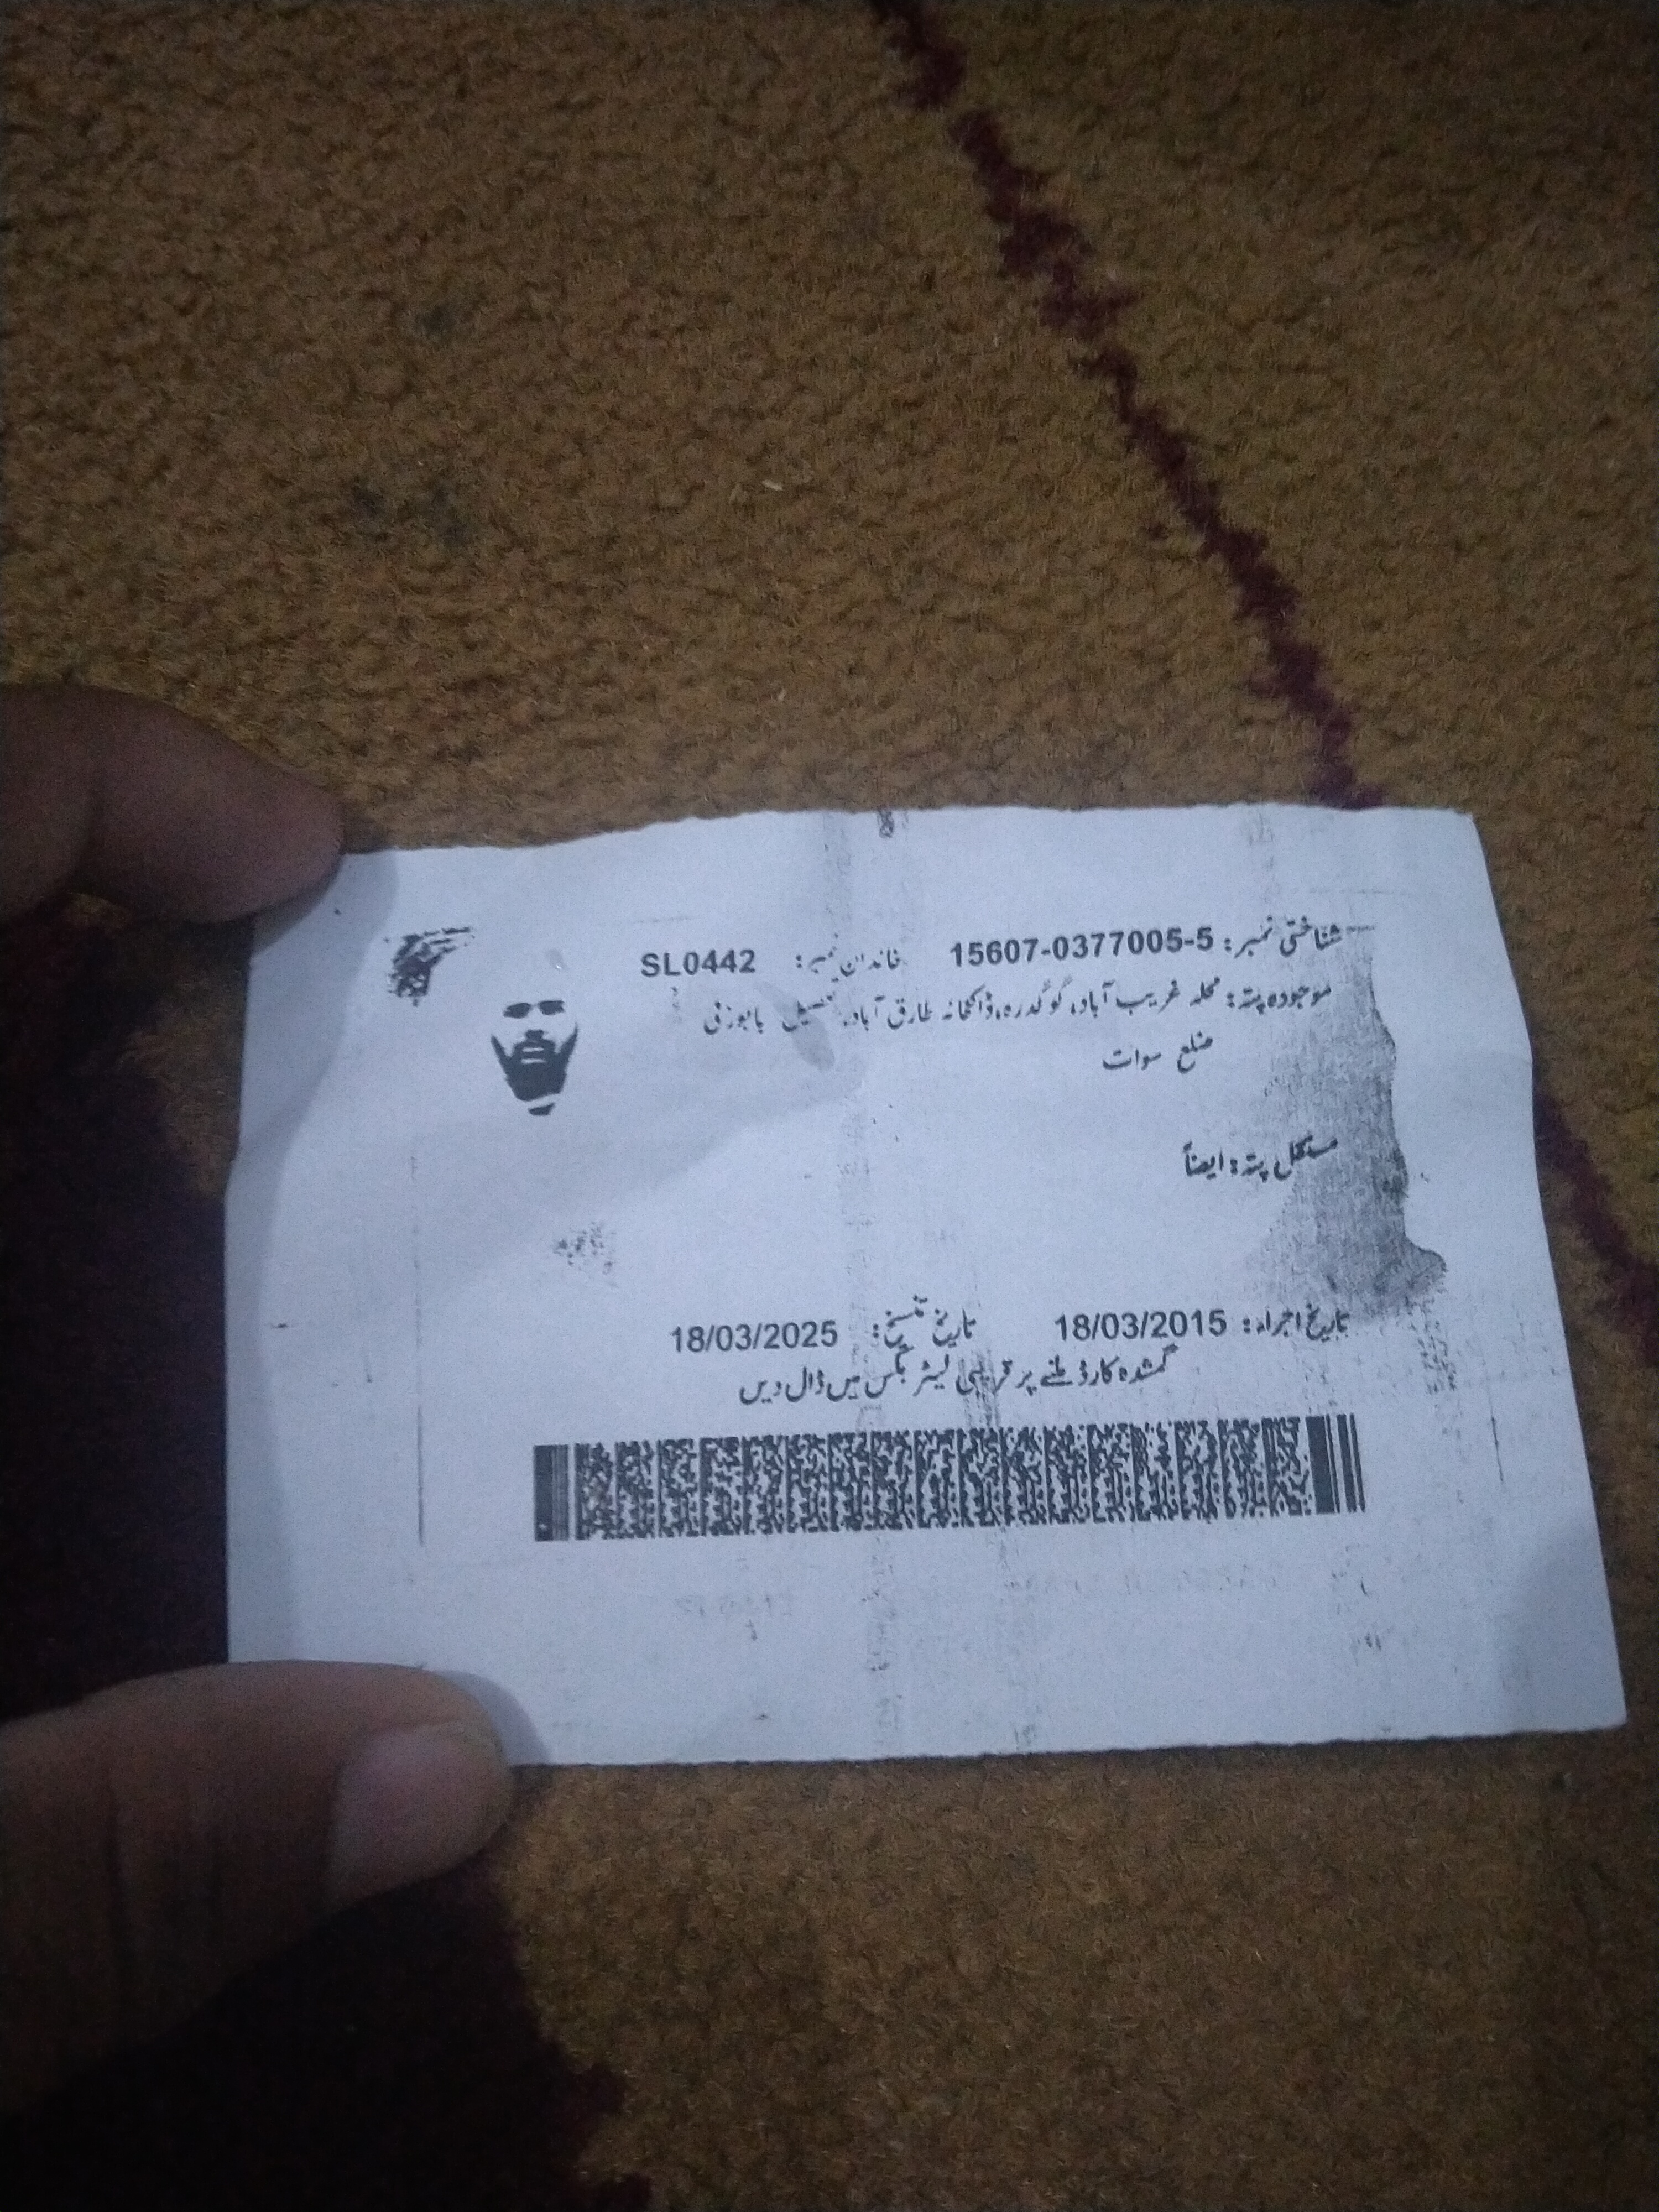 شناختی نمبر: 15607-0377005-5 خاندان نمبر: SL0442
موجودہ پتہ: محلہ غریب آباد، گوگدرہ، ڈاکخانہ طارق آباد، تحصیل بابوزئی
ضلع سوات
مستقل پتہ: ایضاً
تاریخ اجراء: 18/03/2015 تاریخ تنسیخ: 18/03/2025
گمشدہ کارڈ ملنے پر قریبی لیٹر بکس میں ڈال دیں